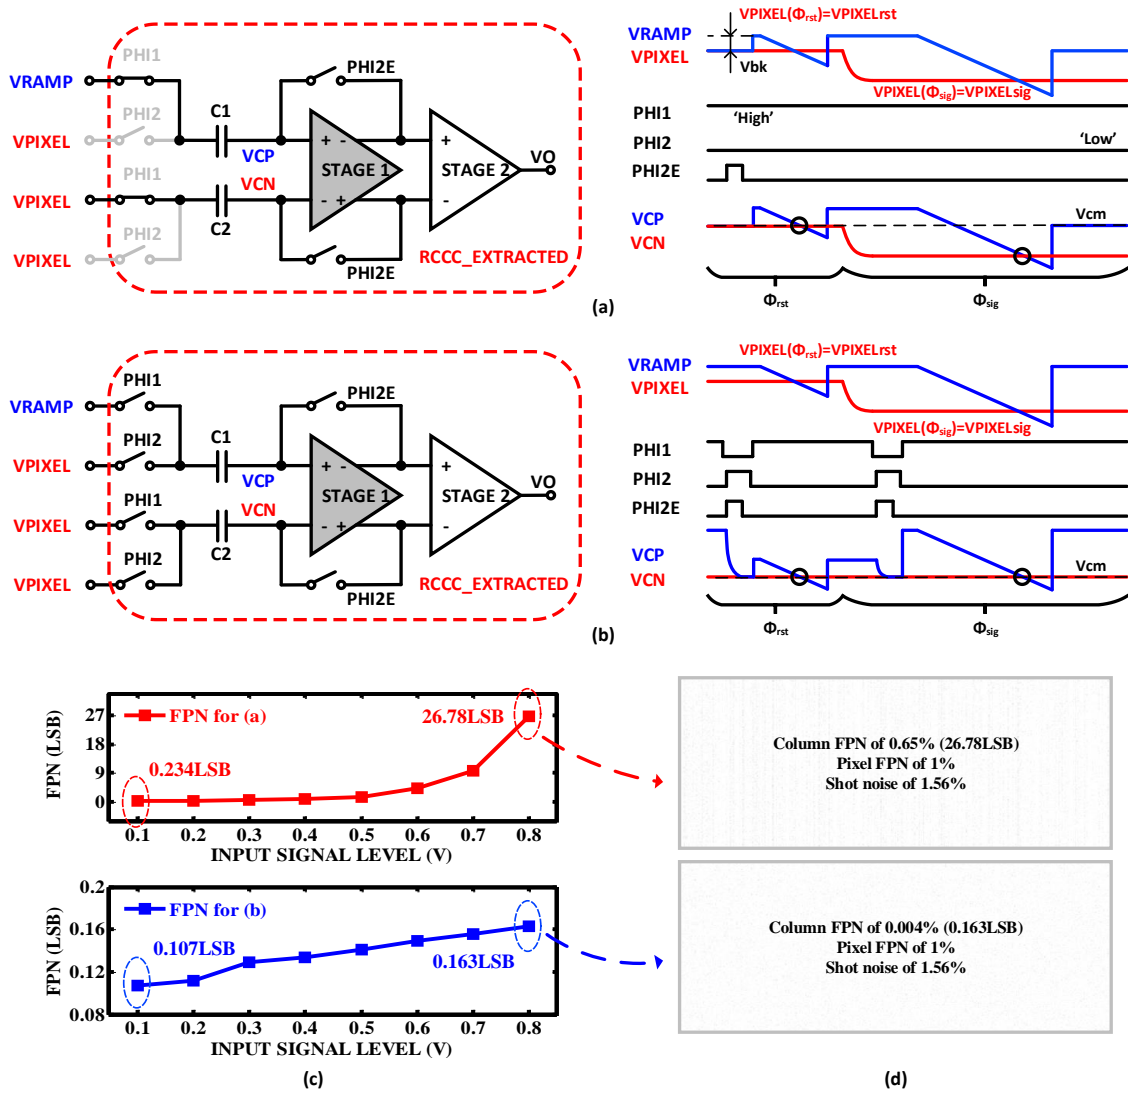 PHI1
VRAMP
PHI2
VPIXEL
C1
PHI2E
VCP
STAGE 1
+ -
- +
STAGE 2
+
-
VO
PHI1
VCN
VPIXEL
C2
PHI2
VPIXEL
PHI2E
RCCC_EXTRACTED
VPIXEL(Φrst)=VPIXELrst
VRAMP
VPIXEL
Vbk
VPIXEL(Φsig)=VPIXELsig
PHI1
'High'
PHI2
'Low'
PHI2E
VCP
Vcm
VCN
Φrst
Φsig
(a)
PHI1
VRAMP
PHI2
VPIXEL
C1
PHI2E
VCP
STAGE 1
+ -
- +
STAGE 2
+
-
VO
PHI1
VCN
VPIXEL
C2
PHI2
VPIXEL
PHI2E
RCCC_EXTRACTED
VPIXEL(Φrst)=VPIXELrst
VRAMP
VPIXEL
VPIXEL(Φsig)=VPIXELsig
PHI1
PHI2
PHI2E
VCP
Vcm
VCN
Φrst
Φsig
(b)
FPN (LSB)
27
18
9
0
FPN for (a)
26.78LSB
0.234LSB
0.1 0.2 0.3 0.4 0.5 0.6 0.7 0.8
INPUT SIGNAL LEVEL (V)
FPN (LSB)
0.2
0.16
0.12
0.08
FPN for (b)
0.107LSB
0.163LSB
0.1 0.2 0.3 0.4 0.5 0.6 0.7 0.8
INPUT SIGNAL LEVEL (V)
(c)
Column FPN of 0.65% (26.78LSB)
Pixel FPN of 1%
Shot noise of 1.56%
Column FPN of 0.004% (0.163LSB)
Pixel FPN of 1%
Shot noise of 1.56%
(d)